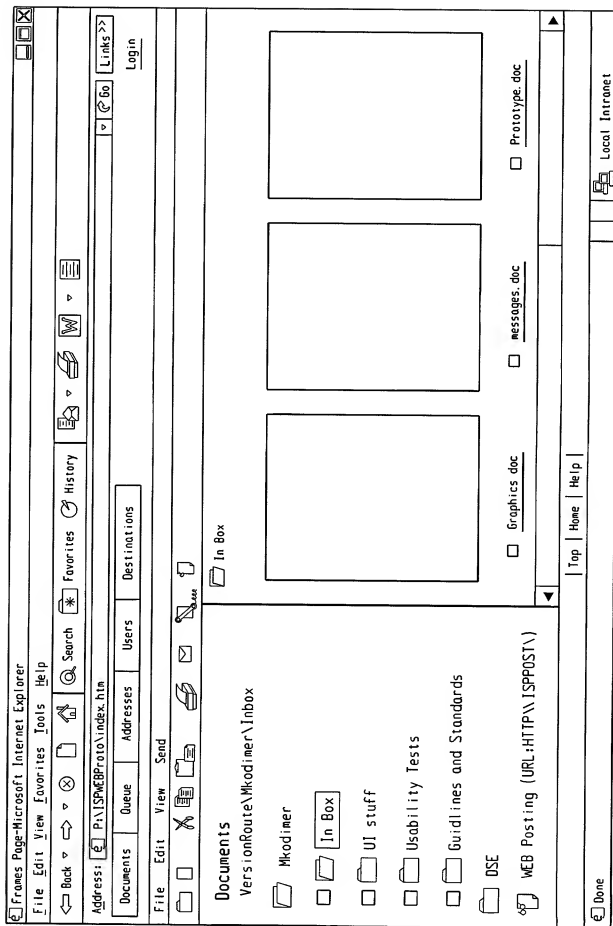 Frames Page-Microsoft Internet Explorer
File Edit View Favorites Tools Help
Back Search Favorites History
Address: P:\ISPWEBProto\index.htm Go Links >>
Documents Queue Addresses Users Destinations Login
File Edit View Send
Documents
VersionRoute\Mkodimer\Inbox
Mkodimer
In Box
UI stuff
Usability Tests
Guidlines and Standards
DSE
WEB Posting (URL:HTTP\\ISPPOST\)
In Box
Graphics doc messages.doc Prototype.doc
Top | Home | Help |
Done Local Intranet